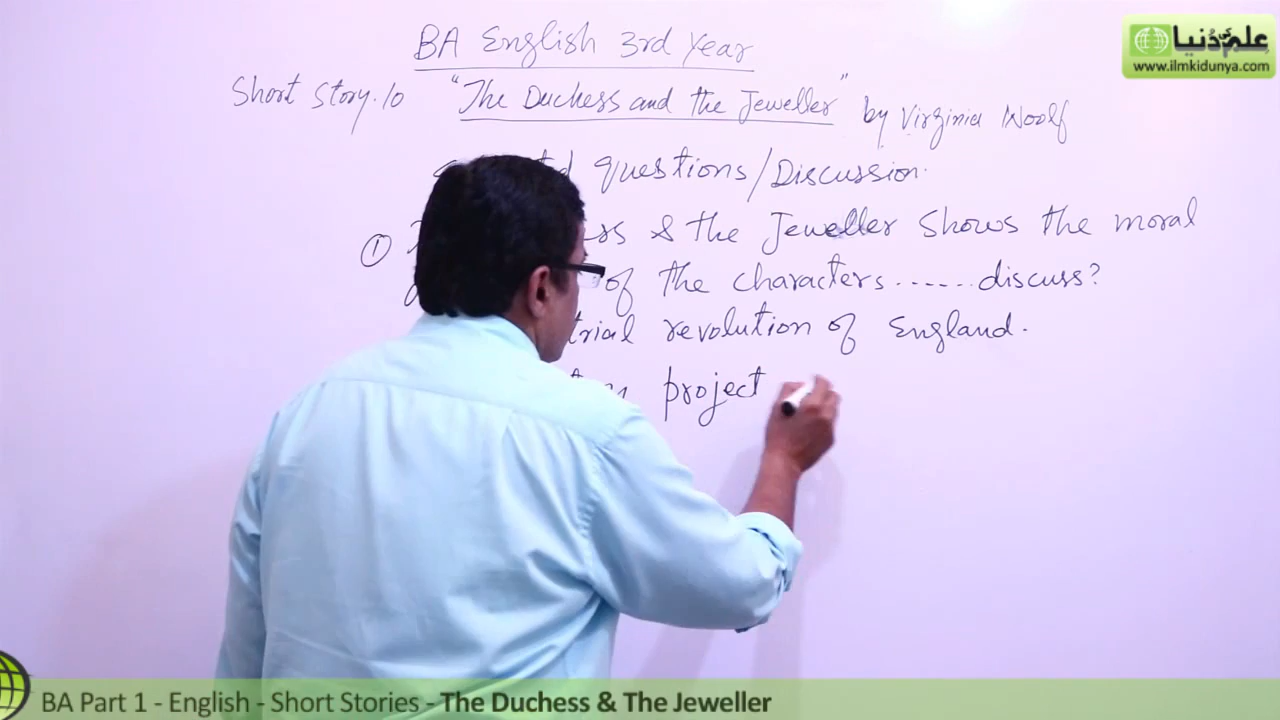 علم کی دنیا
www.ilmkidunya.com
BA English 3rd Year
Short Story.10 "The Duchess and the Jeweller" by Virginia Woolf
questions/Discussion.
① & the Jeweller shows the moral
of the characters......discuss?
revolution of England.
project
BA Part 1 - English - Short Stories - The Duchess & The Jeweller